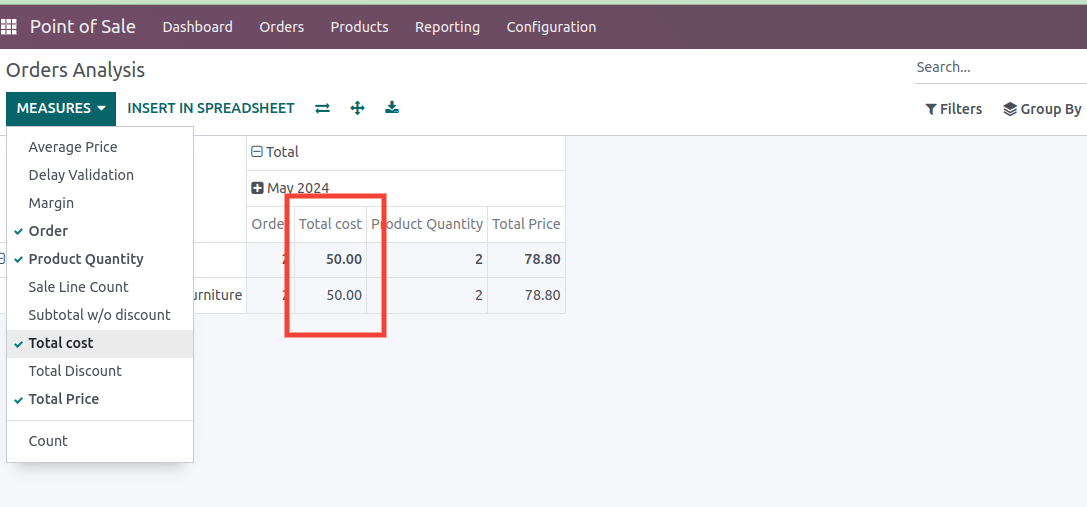 Point of Sale Dashboard Orders Products Reporting Configuration
Orders Analysis Search...
MEASURES INSERT IN SPREADSHEET Filters Group By
Average Price
Delay Validation
Margin
Order
Product Quantity
Sale Line Count
Subtotal w/o discount
Total cost
Total Discount
Total Price
Count
Total
May 2024
Order Total cost Product Quantity Total Price
2 50.00 2 78.80
urniture 2 50.00 2 78.80